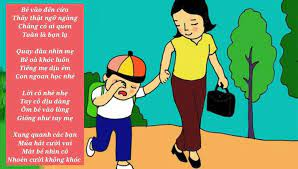 Bé vào đến cửa
Thấy thật ngỡ ngàng
Chẳng có ai quen
Toàn là bạn lạ
Quay đầu nhìn mẹ
Bé oà khóc luôn
Tiếng mẹ dịu êm
Con ngoan học nhé
Lời cô nhè nhẹ
Tay cô dịu dàng
Ôm bé vào lòng
Giống như tay mẹ
Xung quanh các bạn
Múa hát cười vui
Mắt bé nhìn cô
Nhoẻn cười không khóc